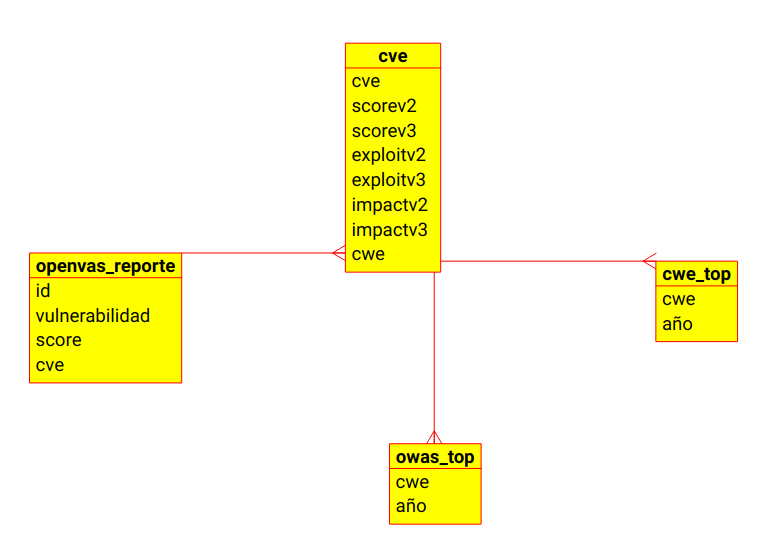 cve
cve
scorev2
scorev3
exploitv2
exploitv3
impactv2
impactv3
cwe
openvas_reporte
id
vulnerabilidad
score
cve
cwe_top
cwe
año
owas_top
cwe
año